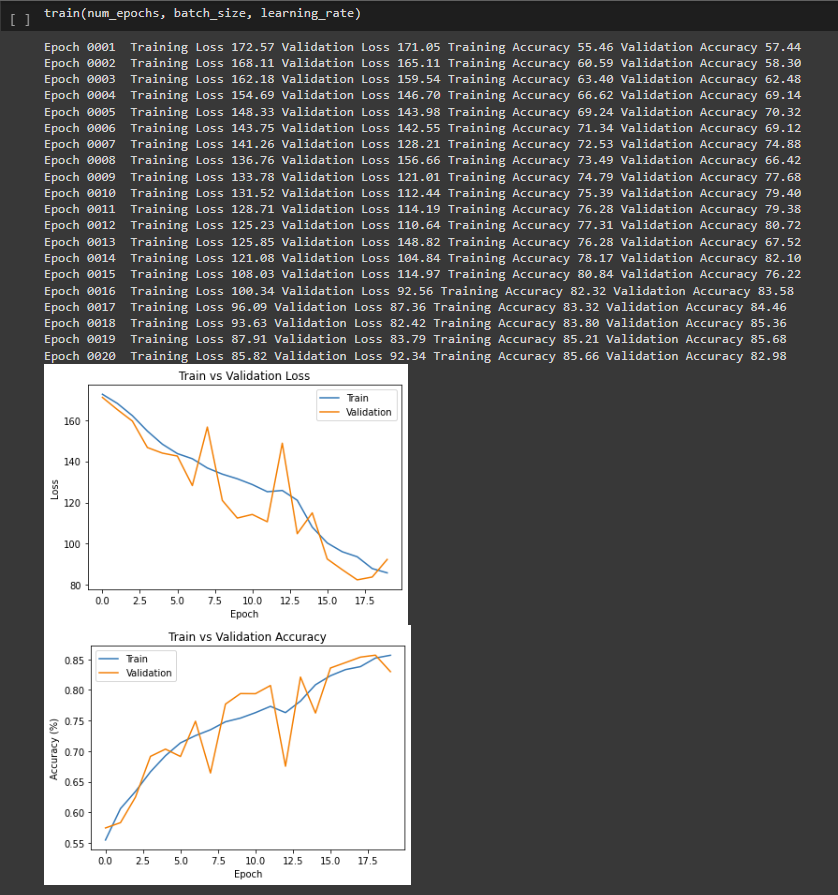 [ ] train(num_epochs, batch_size, learning_rate)
Epoch 0001  Training Loss 172.57 Validation Loss 171.05 Training Accuracy 55.46 Validation Accuracy 57.44
Epoch 0002  Training Loss 168.11 Validation Loss 165.11 Training Accuracy 60.59 Validation Accuracy 58.30
Epoch 0003  Training Loss 162.18 Validation Loss 159.54 Training Accuracy 63.40 Validation Accuracy 62.48
Epoch 0004  Training Loss 154.69 Validation Loss 146.70 Training Accuracy 66.62 Validation Accuracy 69.14
Epoch 0005  Training Loss 148.33 Validation Loss 143.98 Training Accuracy 69.24 Validation Accuracy 70.32
Epoch 0006  Training Loss 143.75 Validation Loss 142.55 Training Accuracy 71.34 Validation Accuracy 69.12
Epoch 0007  Training Loss 141.26 Validation Loss 128.21 Training Accuracy 72.53 Validation Accuracy 74.88
Epoch 0008  Training Loss 136.76 Validation Loss 156.66 Training Accuracy 73.49 Validation Accuracy 66.42
Epoch 0009  Training Loss 133.78 Validation Loss 121.01 Training Accuracy 74.79 Validation Accuracy 77.68
Epoch 0010  Training Loss 131.52 Validation Loss 112.44 Training Accuracy 75.39 Validation Accuracy 79.40
Epoch 0011  Training Loss 128.71 Validation Loss 114.19 Training Accuracy 76.28 Validation Accuracy 79.38
Epoch 0012  Training Loss 125.23 Validation Loss 110.64 Training Accuracy 77.31 Validation Accuracy 80.72
Epoch 0013  Training Loss 125.85 Validation Loss 148.82 Training Accuracy 76.28 Validation Accuracy 67.52
Epoch 0014  Training Loss 121.08 Validation Loss 104.84 Training Accuracy 78.17 Validation Accuracy 82.10
Epoch 0015  Training Loss 108.03 Validation Loss 114.97 Training Accuracy 80.84 Validation Accuracy 76.22
Epoch 0016  Training Loss 100.34 Validation Loss 92.56 Training Accuracy 82.32 Validation Accuracy 83.58
Epoch 0017  Training Loss 96.09 Validation Loss 87.36 Training Accuracy 83.32 Validation Accuracy 84.46
Epoch 0018  Training Loss 93.63 Validation Loss 82.42 Training Accuracy 83.80 Validation Accuracy 85.36
Epoch 0019  Training Loss 87.91 Validation Loss 83.79 Training Accuracy 85.21 Validation Accuracy 85.68
Epoch 0020  Training Loss 85.82 Validation Loss 92.34 Training Accuracy 85.66 Validation Accuracy 82.98
Train vs Validation Loss
Train
Validation
160
140
120
100
80
Loss
0.0 2.5 5.0 7.5 10.0 12.5 15.0 17.5
Epoch
Train vs Validation Accuracy
Train
Validation
0.85
0.80
0.75
0.70
0.65
0.60
0.55
Accuracy (%)
0.0 2.5 5.0 7.5 10.0 12.5 15.0 17.5
Epoch